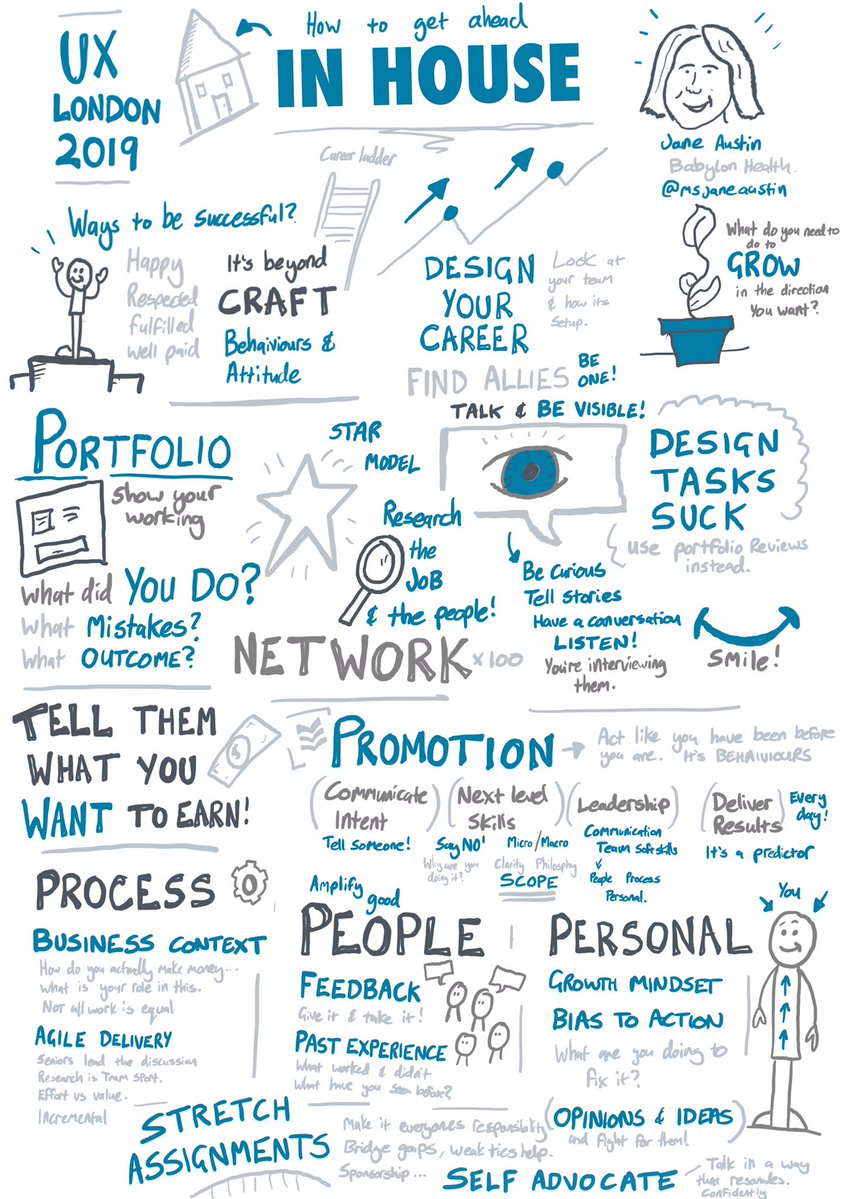 UX
LONDON
2019
How to get ahead
IN HOUSE
Jane Austin
Babylon Health.
@msjaneaustin
Career ladder
Ways to be successful?
Happy
Respected
fulfilled
well paid
It's beyond
CRAFT
Behaiviours &
Attitude
DESIGN
YOUR
CAREER
Look at
your team
& how its
setup.
What do you need to
do to
GROW
in the direction
You want?
FIND ALLIES
BE
ONE!
TALK & BE VISIBLE!
PORTFOLIO
Show your
working
What did YOU DO?
What Mistakes?
What OUTCOME?
STAR
MODEL
Research
the
JOB
& the people!
NETWORK x100
Be Curious
Tell Stories
Have a conversation
LISTEN!
You're interviewing
them.
DESIGN
TASKS
SUCK
Use portfolio Reviews
instead.
Smile!
TELL THEM
WHAT YOU
WANT TO EARN!
$
PROMOTION
Act like you have been before
you are. It's BEHAVIOURS
(Communicate
Intent)
Tell someone!
(Next level
Skills)
Say NO'
Why are you
doing it?
Micro/Macro
Clarity Philosphy
SCOPE
(Leadership)
Communication
Team Soft skills
People Process
Personal.
(Deliver
Results)
Every
day!
It's a predictor
PROCESS
BUSINESS CONTEXT
How do you actually make money...
What is your role in this.
Not all work is equal
AGILE DELIVERY
Seniors lead the discussion
Research is Team Sport.
Effort vs value.
Incremental
Amplify
good
PEOPLE
FEEDBACK
Give it & take it!
PAST EXPERIENCE
What worked & didn't
What have you seen before?
PERSONAL
You
GROWTH MINDSET
BIAS TO ACTION
What are you doing to
fix it?
(OPINIONS & IDEAS)
and fight for them!
STRETCH
ASSIGNMENTS
Make it everyones responsibility
Bridge gaps, weak ties help.
Sponsorship...
SELF ADVOCATE
Talk in a way
that resonates.
Confidently